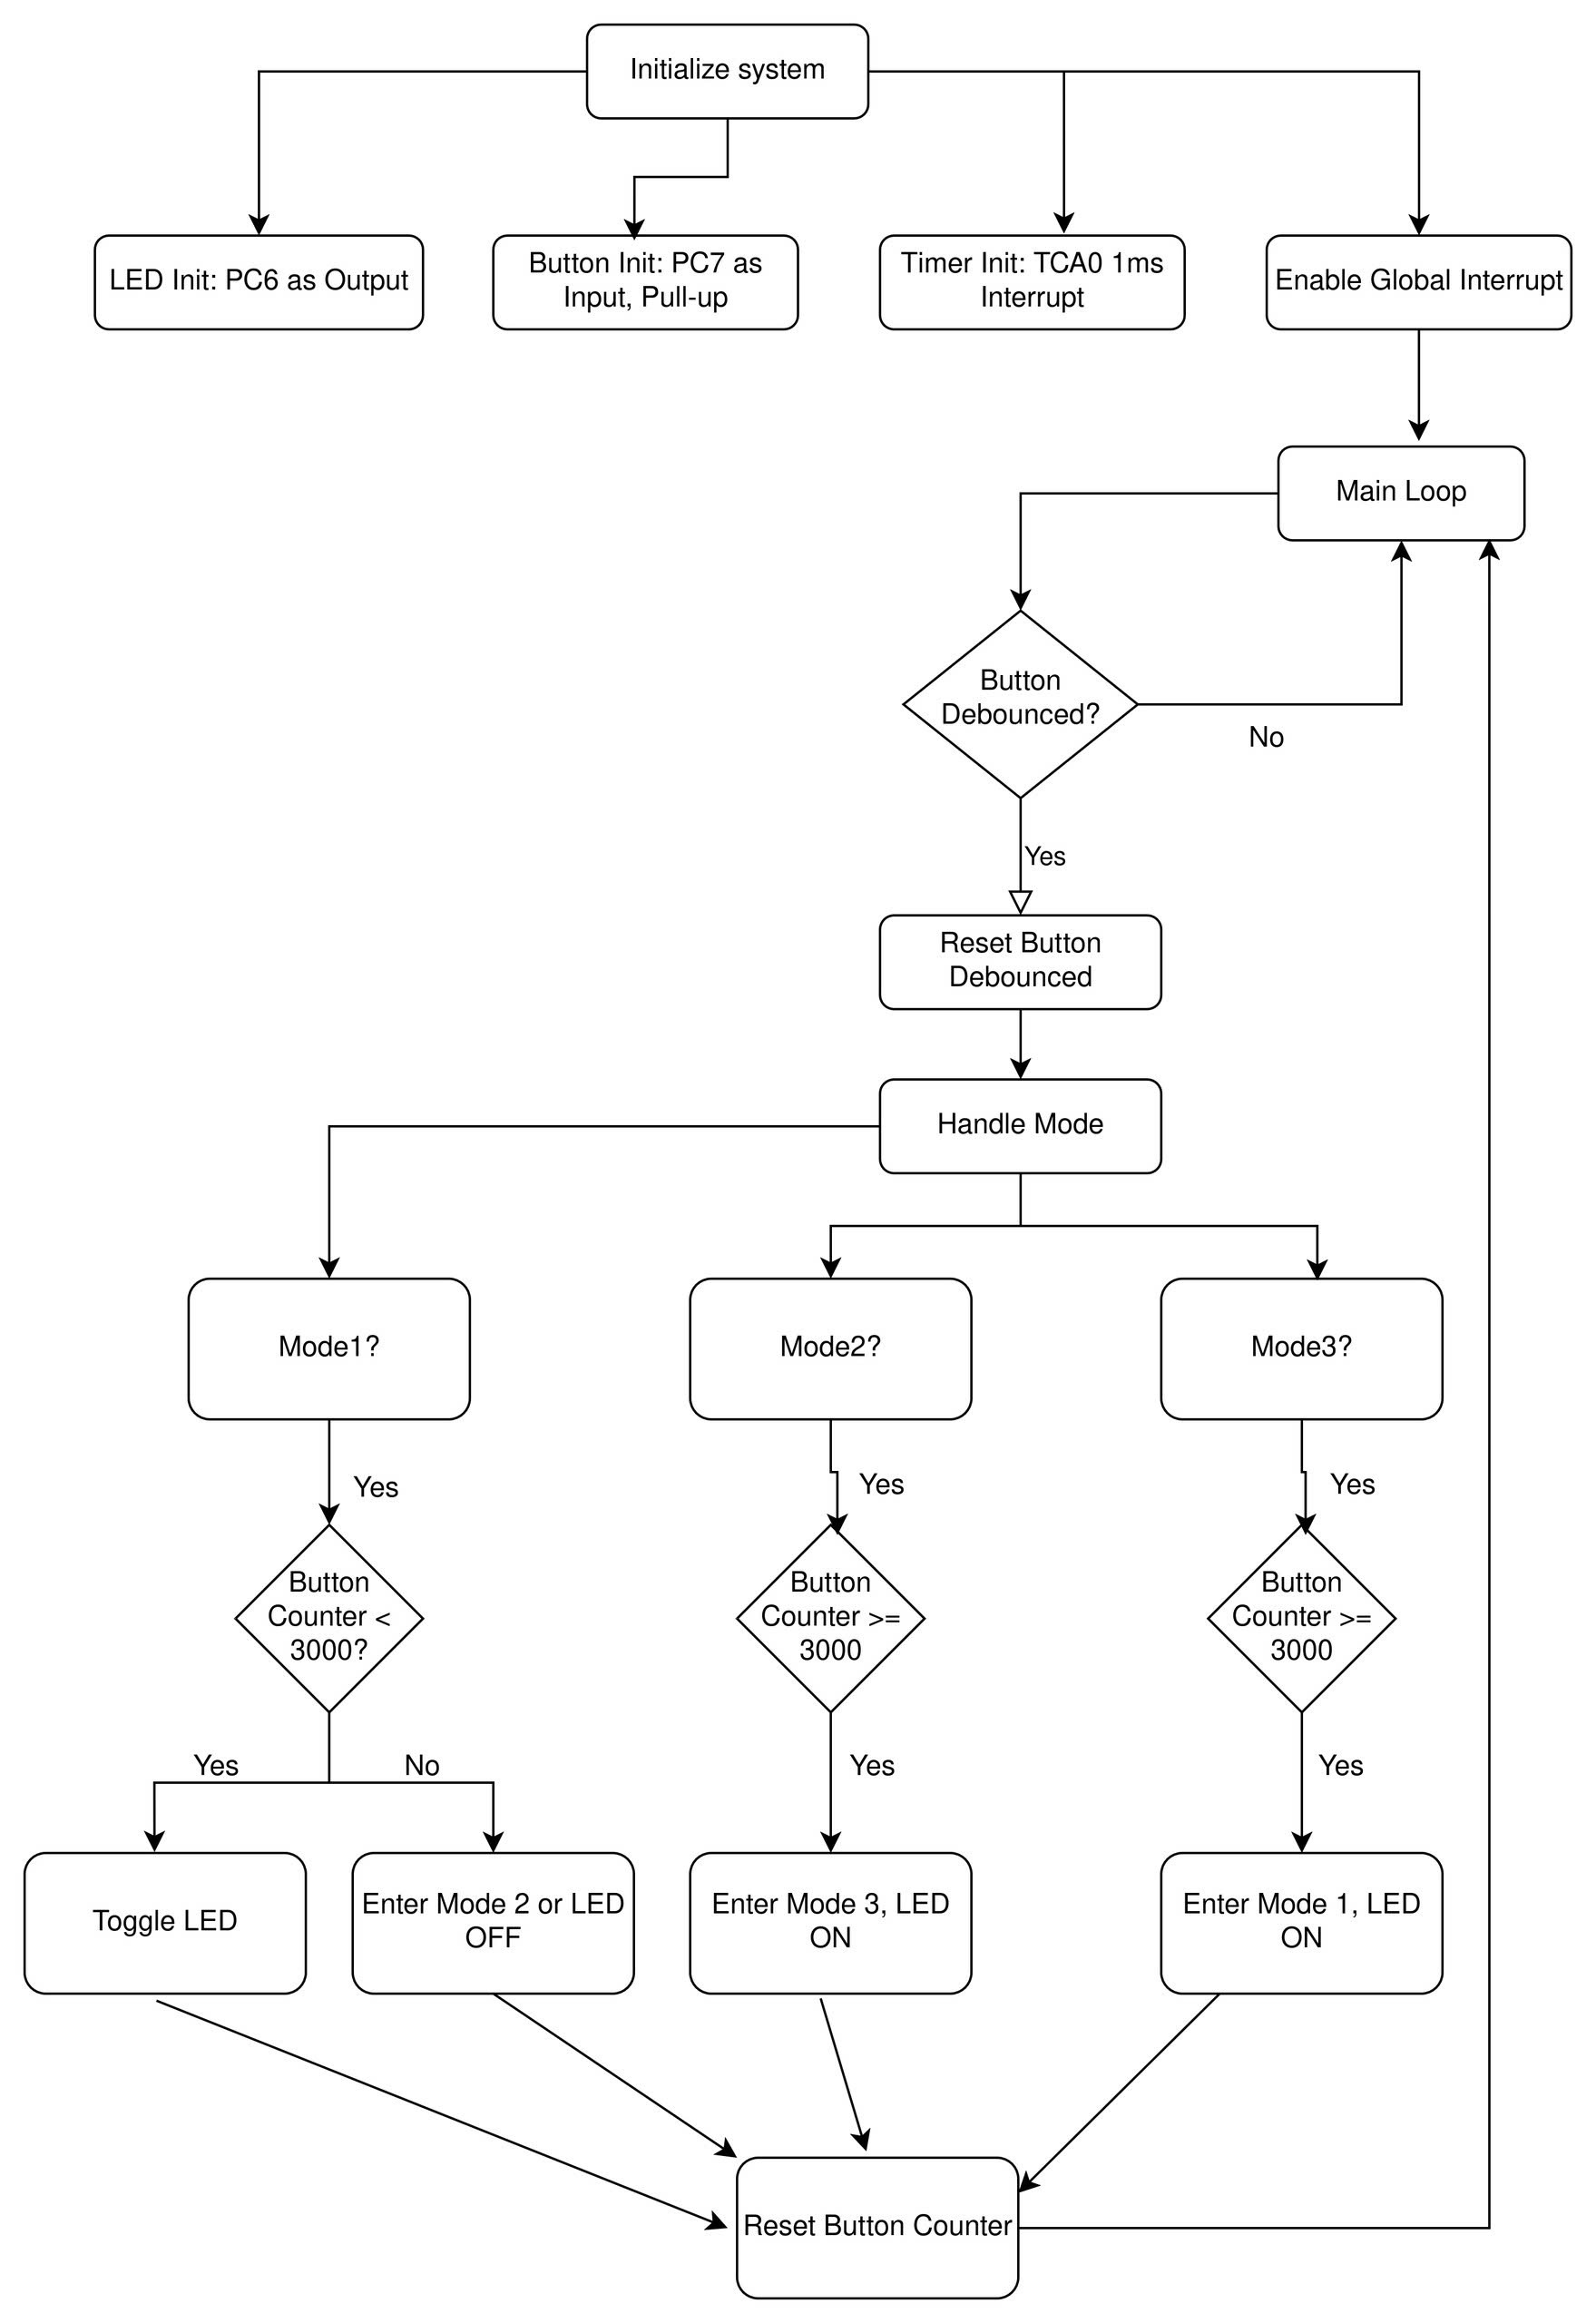 Initialize system
LED Init: PC6 as Output
Button Init: PC7 as
Input, Pull-up
Timer Init: TCA0 1ms
Interrupt
Enable Global Interrupt
Main Loop
Button
Debounced?
No
Yes
Reset Button
Debounced
Handle Mode
Mode1?
Mode2?
Mode3?
Yes
Yes
Yes
Button
Counter <
3000?
Button
Counter >=
3000
Button
Counter >=
3000
Yes
No
Yes
Yes
Toggle LED
Enter Mode 2 or LED
OFF
Enter Mode 3, LED
ON
Enter Mode 1, LED
ON
Reset Button Counter